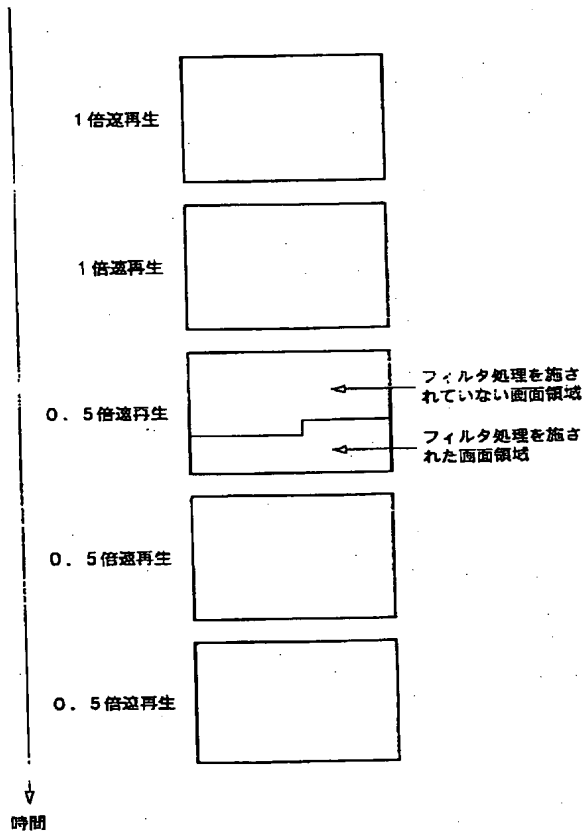 1倍速再生
1倍速再生
0.5倍速再生
フィルタ処理を施さ
れていない画面領域
フィルタ処理を施さ
れた画面領域
0.5倍速再生
0.5倍速再生
時間